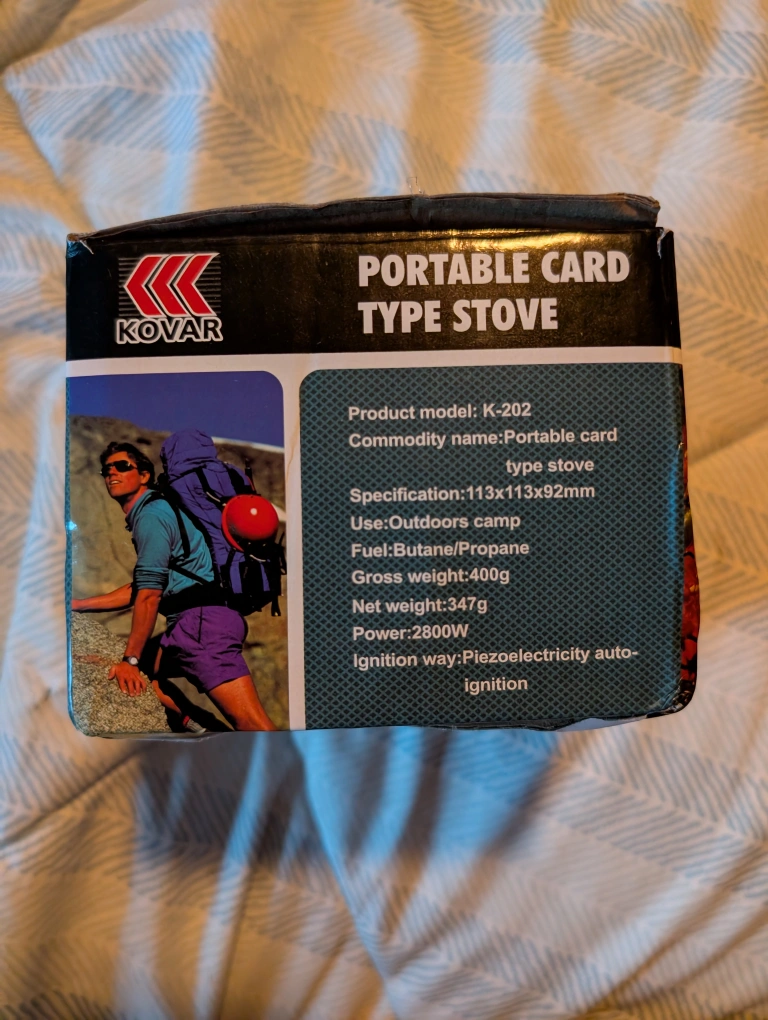 KOVAR
PORTABLE CARD
TYPE STOVE
Product model: K-202
Commodity name:Portable card
type stove
Specification:113x113x92mm
Use:Outdoors camp
Fuel:Butane/Propane
Gross weight:400g
Net weight:347g
Power:2800W
Ignition way:Piezoelectricity auto-
ignition